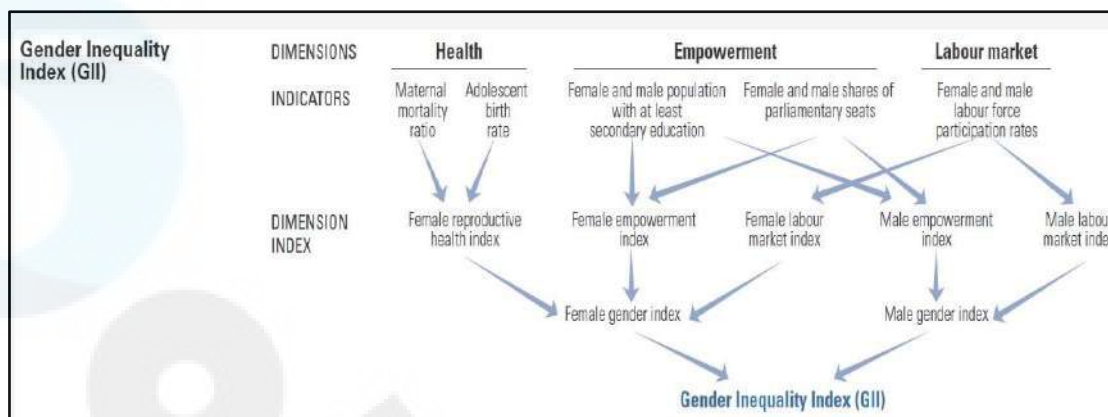 Gender Inequality
Index (GII)
DIMENSIONS
Health
Empowerment
Labour market
INDICATORS
Maternal
mortality
ratio
Adolescent
birth
rate
Female and male population
with at least
secondary education
Female and male shares of
parliamentary seats
Female and male
labour force
participation rates
DIMENSION
INDEX
Female reproductive
health index
Female empowerment
index
Female labour
market index
Male empowerment
index
Male labou
market inde
Female gender index
Male gender index
Gender Inequality Index (GII)